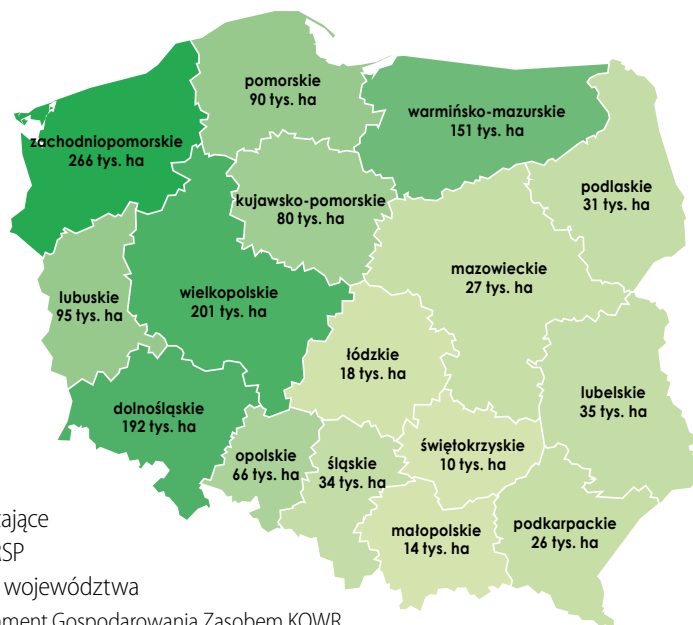 pomorskie
90 tys. ha
warmińsko-mazurskie
151 tys. ha
zachodniopomorskie
266 tys. ha
podlaskie
31 tys. ha
kujawsko-pomorskie
80 tys. ha
mazowieckie
27 tys. ha
lubuskie
95 tys. ha
wielkopolskie
201 tys. ha
łódzkie
18 tys. ha
lubelskie
35 tys. ha
dolnośląskie
192 tys. ha
opolskie
66 tys. ha
śląskie
34 tys. ha
świętokrzyskie
10 tys. ha
małopolskie
14 tys. ha
podkarpackie
26 tys. ha
województwa
Gospodarowania Zasobem KOWR